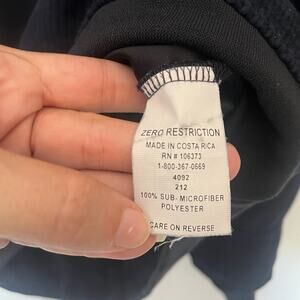 ZERO RESTRICTION
MADE IN COSTA RICA
RN # 106373
1-800-367-0669
4092
212
100% SUB- MICROFIBER
POLYESTER
CARE ON REVERSE